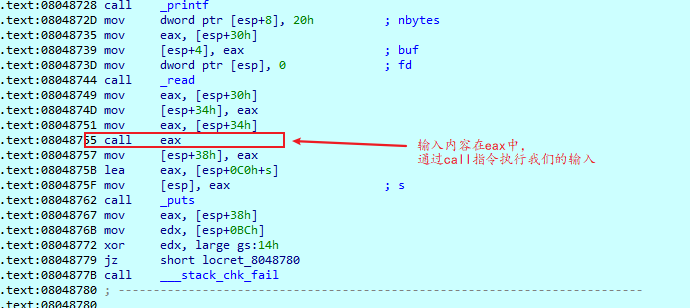 .text:08048728 call _printf
.text:0804872D mov dword ptr [esp+8], 20h ; nbytes
.text:08048735 mov eax, [esp+30h]
.text:08048739 mov [esp+4], eax ; buf
.text:0804873D mov dword ptr [esp], 0 ; fd
.text:08048744 call _read
.text:08048749 mov eax, [esp+30h]
.text:0804874D mov [esp+34h], eax
.text:08048751 mov eax, [esp+34h]
.text:08048755 call eax
输入内容在eax中，
通过call指令执行我们的输入
.text:08048757 mov [esp+38h], eax
.text:0804875B lea eax, [esp+0C0h+s]
.text:0804875F mov [esp], eax ; s
.text:08048762 call _puts
.text:08048767 mov eax, [esp+38h]
.text:0804876B mov edx, [esp+0BCh]
.text:08048772 xor edx, large gs:14h
.text:08048779 jz short locret_8048780
.text:0804877B call ___stack_chk_fail
.text:08048780 ; ---------------------------------------------------------------------------
.text:08048780